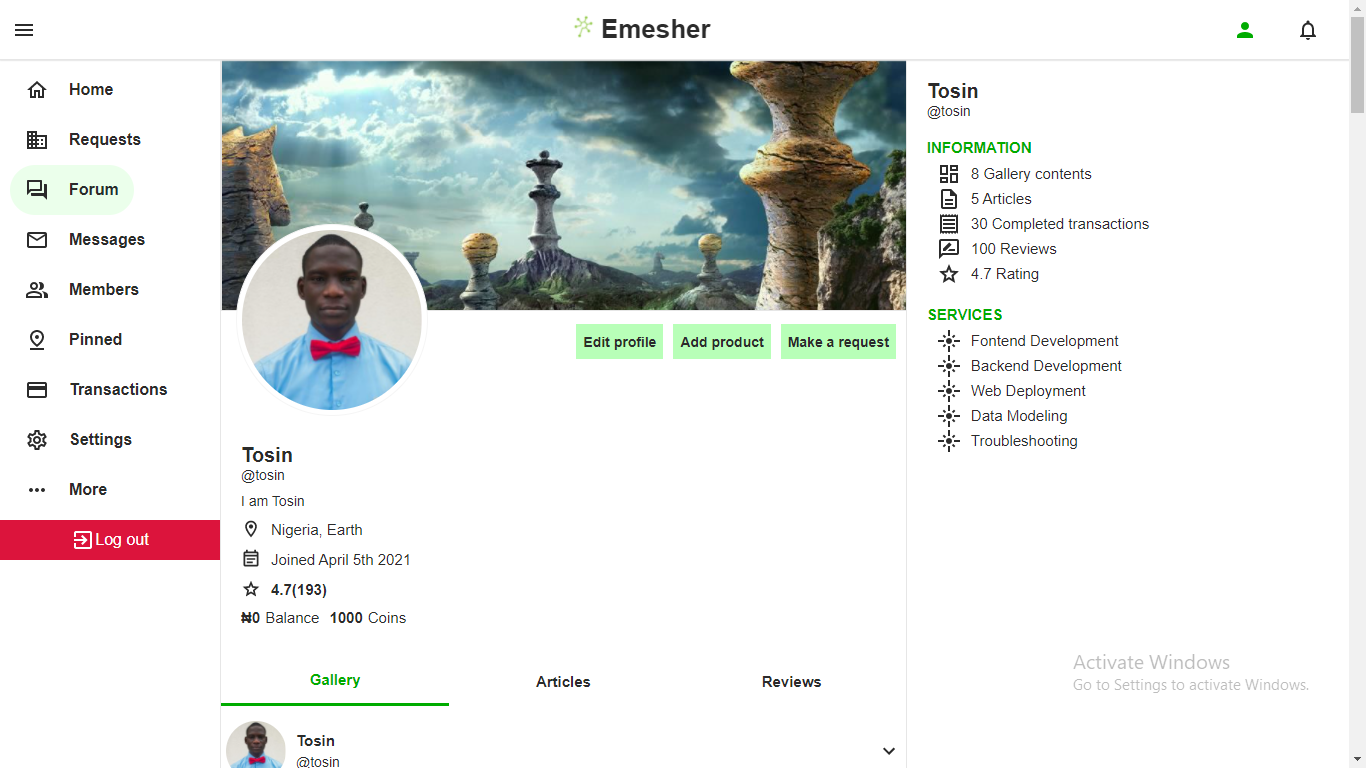 Emesher
Home
Requests
Forum
Messages
Members
Pinned
Transactions
Settings
More
Log out
Edit profile
Add product
Make a request
Tosin
@tosin
I am Tosin
Nigeria, Earth
Joined April 5th 2021
4.7(193)
₦0 Balance 1000 Coins
Gallery
Articles
Reviews
Tosin
@tosin
Tosin
@tosin
INFORMATION
8 Gallery contents
5 Articles
30 Completed transactions
100 Reviews
4.7 Rating
SERVICES
Fontend Development
Backend Development
Web Deployment
Data Modeling
Troubleshooting
Activate Windows
Go to Settings to activate Windows.